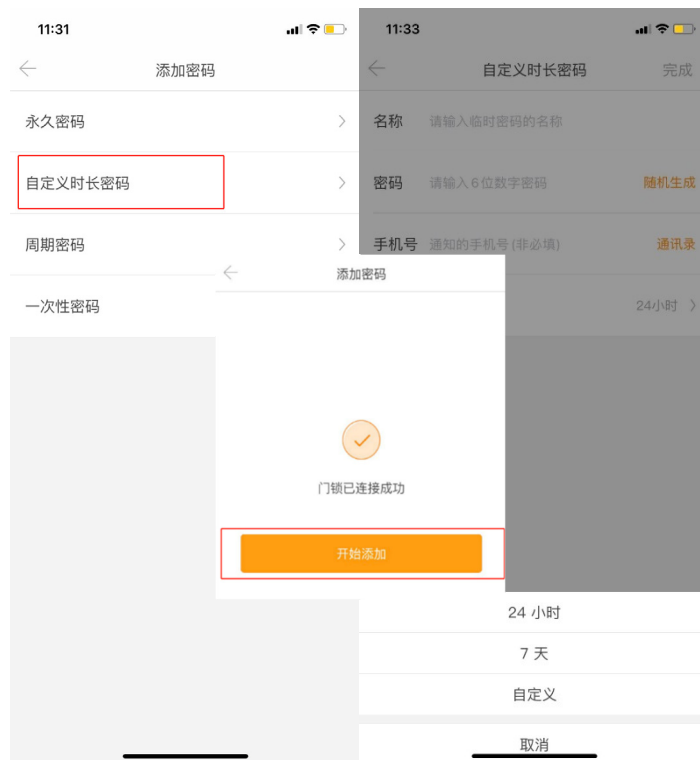 11:31
添加密码
永久密码
自定义时长密码
周期密码
一次性密码
添加密码
门锁已连接成功
开始添加
11:33
自定义时长密码 完成
名称 请输入临时密码的名称
密码 请输入6位数字密码 随机生成
手机号 通知的手机号(非必填) 通讯录
24小时
24 小时
7 天
自定义
取消